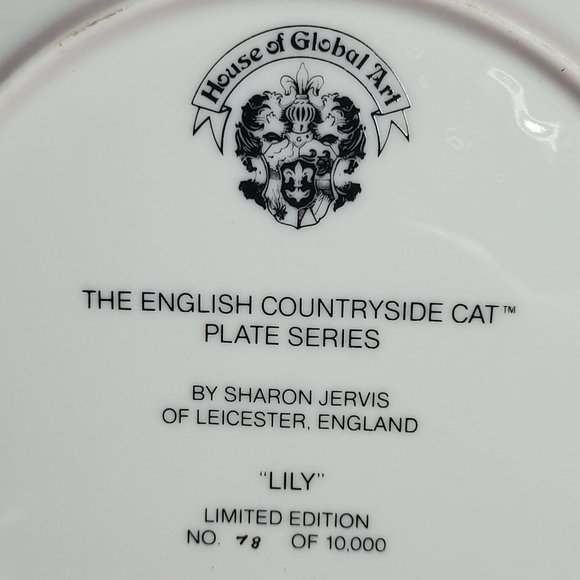 House of Global Art
THE ENGLISH COUNTRYSIDE CAT™
PLATE SERIES
BY SHARON JERVIS
OF LEICESTER, ENGLAND
"LILY"
LIMITED EDITION
NO. 78 OF 10,000